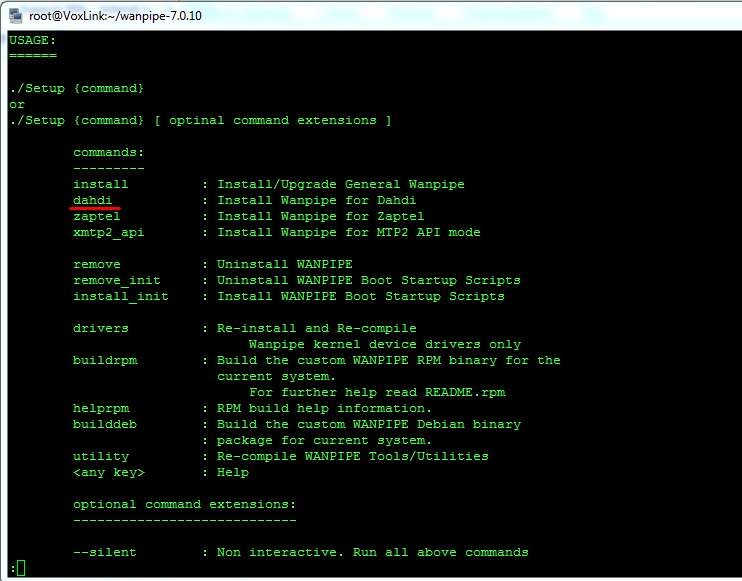 root@VoxLink:~/wanpipe-7.0.10
USAGE:
======
./Setup {command}
or
./Setup {command} [ optinal command extensions ]
commands:
---------
install : Install/Upgrade General Wanpipe
dahdi : Install Wanpipe for Dahdi
zaptel : Install Wanpipe for Zaptel
xmtp2_api : Install Wanpipe for MTP2 API mode
remove : Uninstall WANPIPE
remove_init : Uninstall WANPIPE Boot Startup Scripts
install_init : Install WANPIPE Boot Startup Scripts
drivers : Re-install and Re-compile
Wanpipe kernel device drivers only
buildrpm : Build the custom WANPIPE RPM binary for the
current system.
For further help read README.rpm
helprpm : RPM build help information.
builddeb : Build the custom WANPIPE Debian binary
: package for current system.
utility : Re-compile WANPIPE Tools/Utilities
<any key> : Help
optional command extensions:
----------------------------
--silent : Non interactive. Run all above commands
: